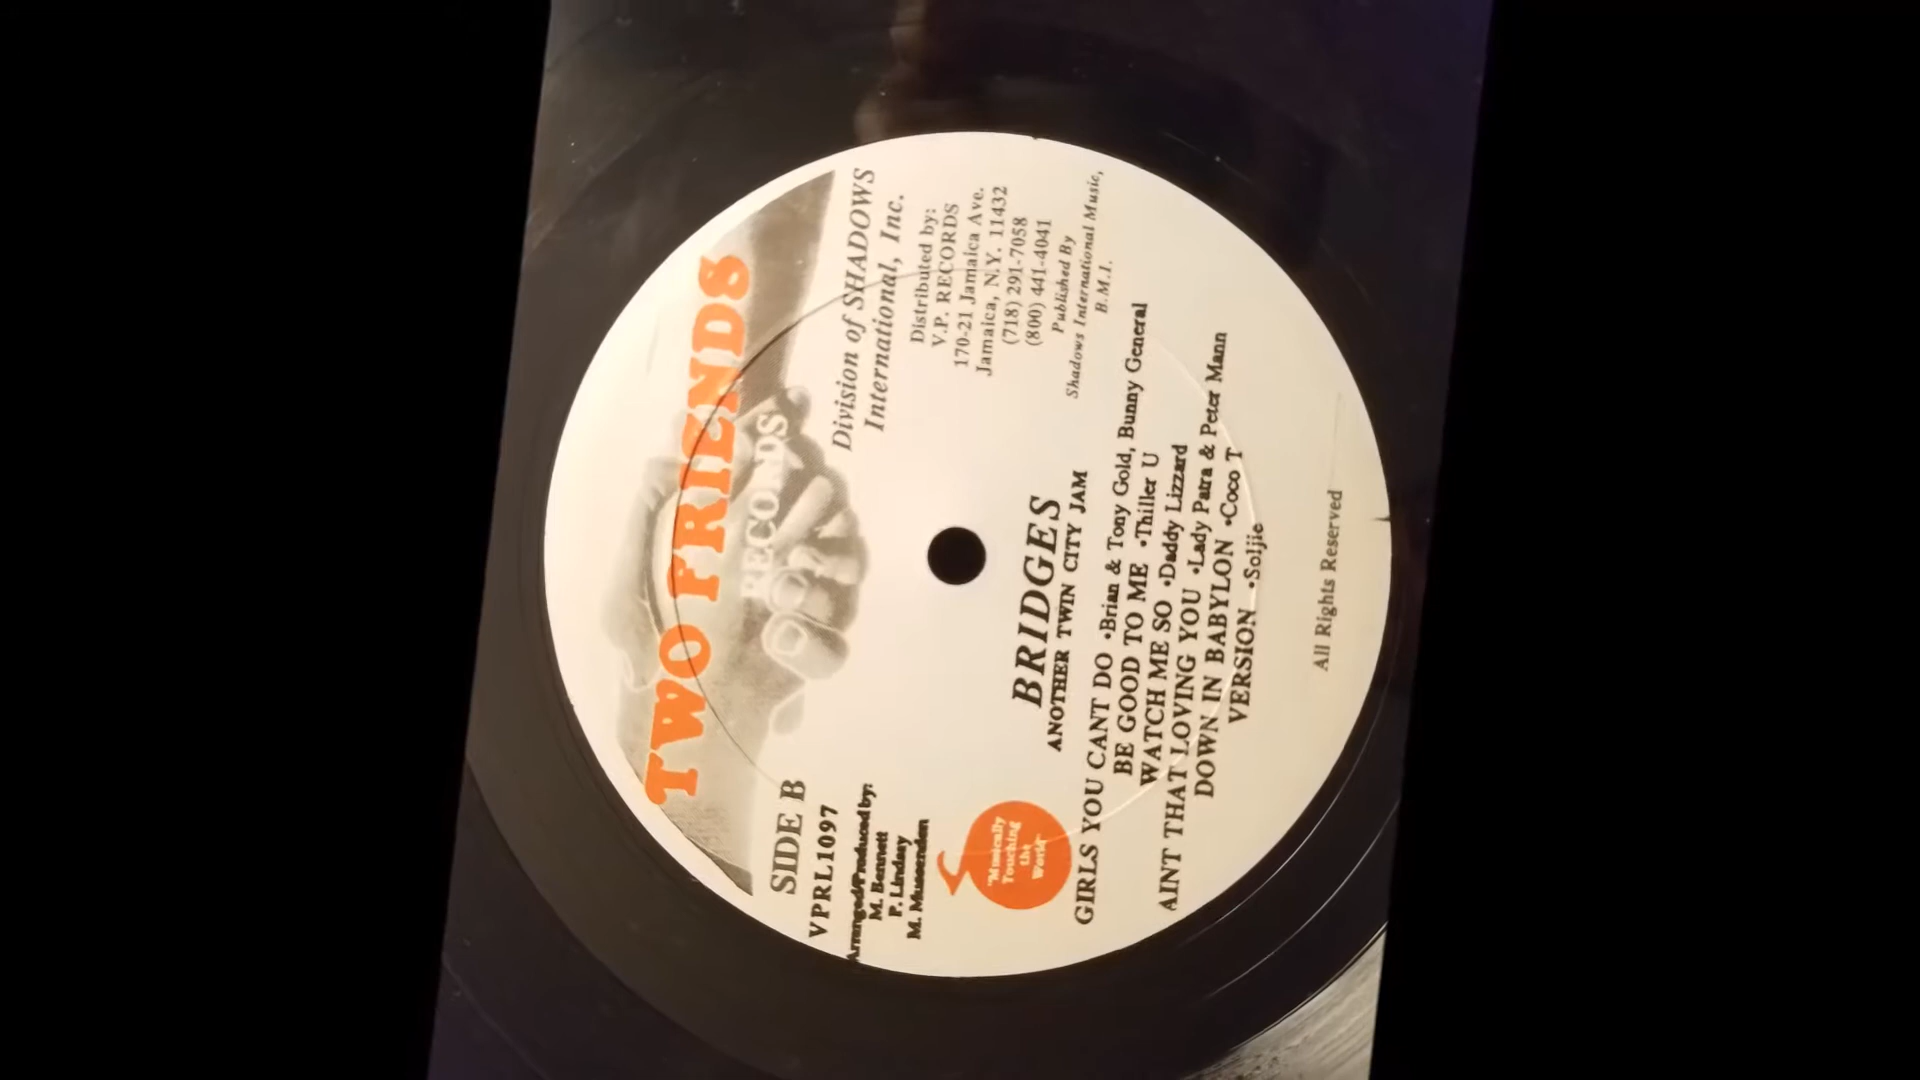 TWO FRIENDS
RECORDS
Division of SHADOWS
International, Inc.
SIDE B
VPRL1097
Arranged/Produced by:
M. Bennett
P. Lindsay
Distributed by:
V.P. RECORDS
170-21 Jamaica Ave.
Jamaica, N.Y. 11432
(718) 291-7058
(800) 441-4041
Published By
Shadows International Music,
B.M.I.
"Musically
Touching
the
World"
BRIDGES
ANOTHER TWIN CITY JAM
GIRLS YOU CANT DO •Brian & Tony Gold, Bunny General
BE GOOD TO ME •Thiller U
WATCH ME SO •Daddy Lizzard
AINT THAT LOVING YOU •Lady Patra & Peter Mann
DOWN IN BABYLON •Coco T
VERSION •Soljie
All Rights Reserved